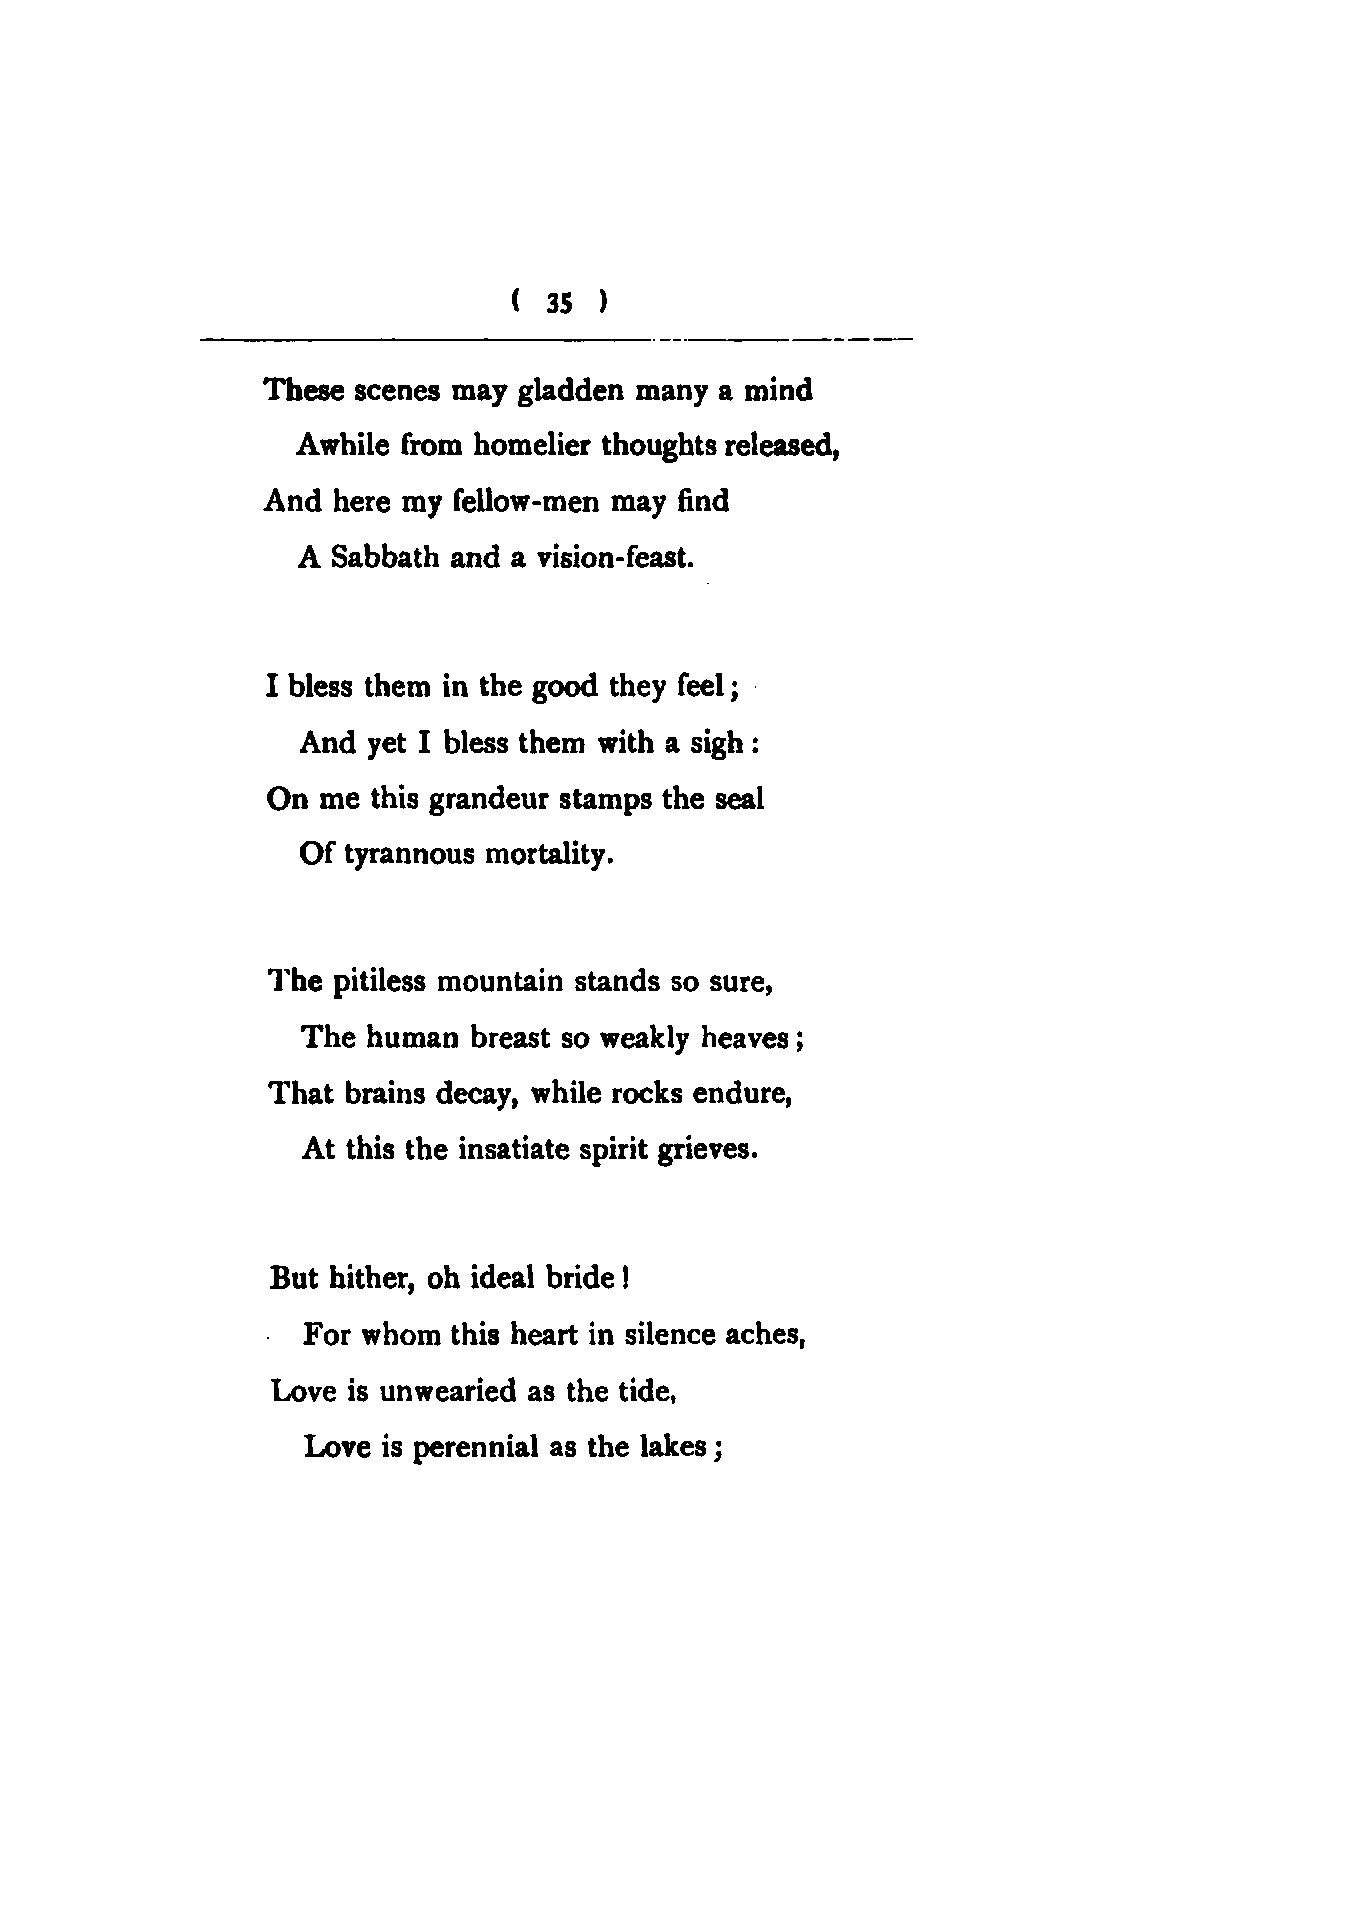 ( 35 )
These scenes may gladden many a mind
Awhile from homelier thoughts released,
And here my fellow-men may find
A Sabbath and a vision-feast.
I bless them in the good they feel ;
And yet I bless them with a sigh :
On me this grandeur stamps the seal
Of tyrannous mortality.
The pitiless mountain stands so sure,
The human breast so weakly heaves ;
That brains decay, while rocks endure,
At this the insatiate spirit grieves.
But hither, oh ideal bride !
For whom this heart in silence aches,
Love is unwearied as the tide,
Love is perennial as the lakes ;